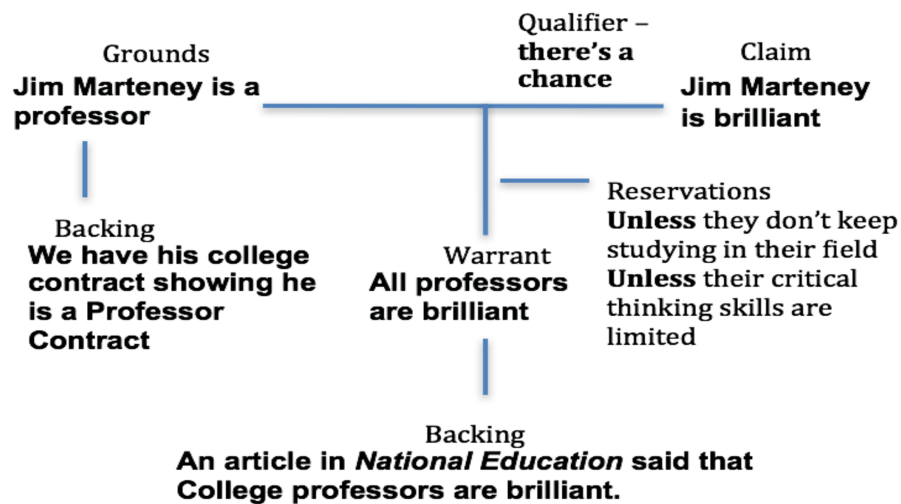 Grounds
Jim Marteney is a
professor
Qualifier –
there's a
chance
Claim
Jim Marteney
is brilliant
Backing
We have his college
contract showing he
is a Professor
Contract
Warrant
All professors
are brilliant
Reservations
Unless they don't keep
studying in their field
Unless their critical
thinking skills are
limited
Backing
An article in National Education said that
College professors are brilliant.